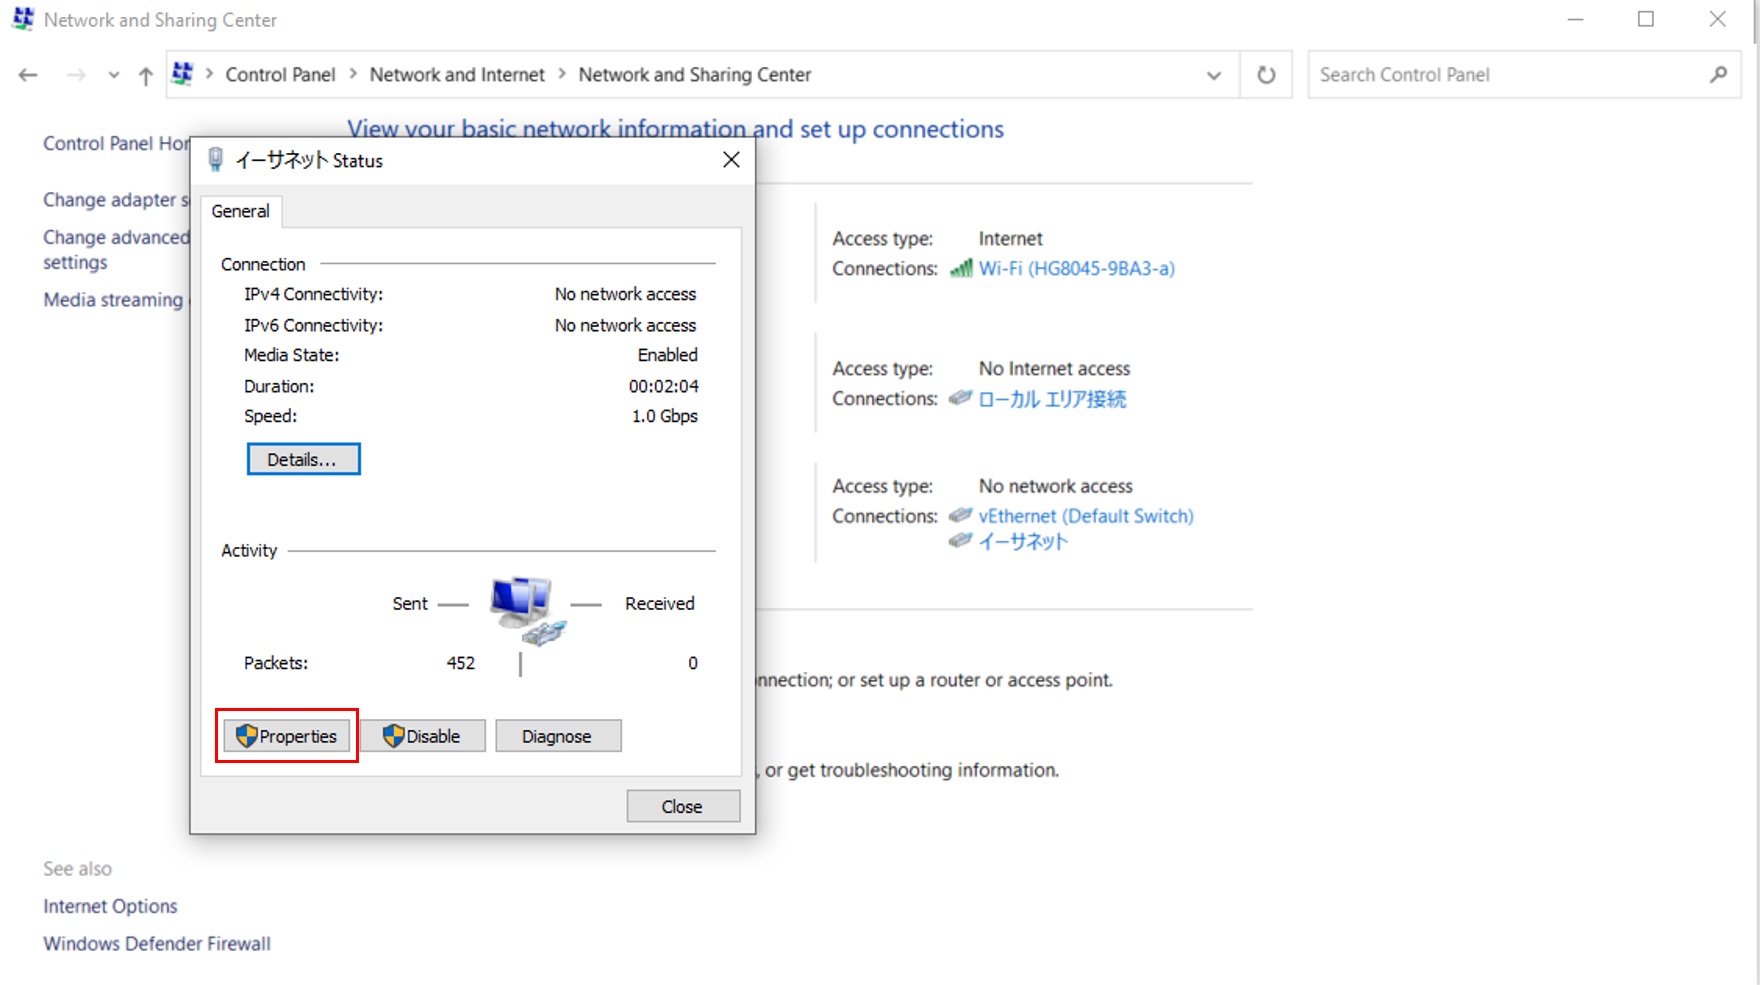 Network and Sharing Center
Control Panel > Network and Internet > Network and Sharing Center
Search Control Panel
View your basic network information and set up connections
Control Panel Hor
Change adapter s
Change advanced
settings
Media streaming
イーサネット Status
General
Connection
IPv4 Connectivity: No network access
IPv6 Connectivity: No network access
Media State: Enabled
Duration: 00:02:04
Speed: 1.0 Gbps
Details...
Activity
Sent Received
Packets: 452 0
Properties Disable Diagnose
Close
Access type: Internet
Connections: Wi-Fi (HG8045-9BA3-a)
Access type: No Internet access
Connections: ローカル エリア接続
Access type: No network access
Connections: vEthernet (Default Switch)
イーサネット
nnection; or set up a router or access point.
, or get troubleshooting information.
See also
Internet Options
Windows Defender Firewall